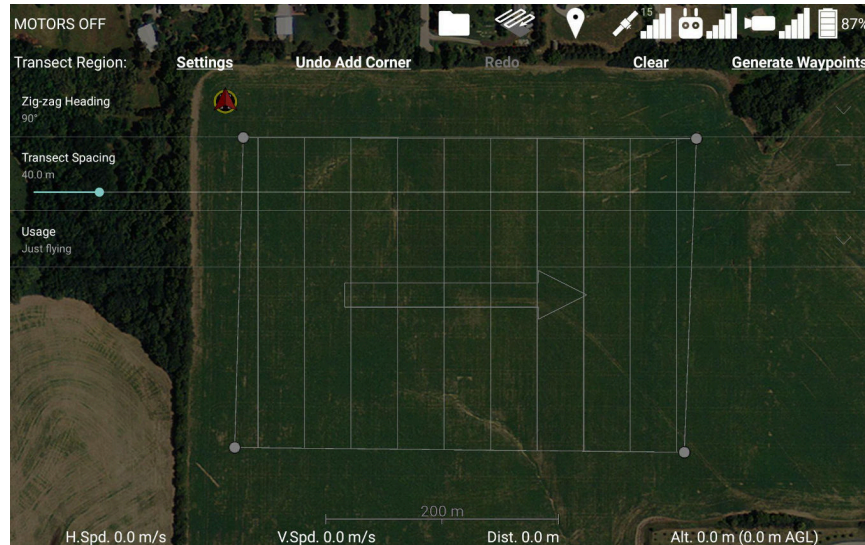 MOTORS OFF 15 87%
Transect Region: Settings Undo Add Corner Redo Clear Generate Waypoints
Zig-zag Heading
90°
Transect Spacing
40.0 m
Usage
Just flying
200 m
H.Spd. 0.0 m/s V.Spd. 0.0 m/s Dist. 0.0 m Alt. 0.0 m (0.0 m AGL)